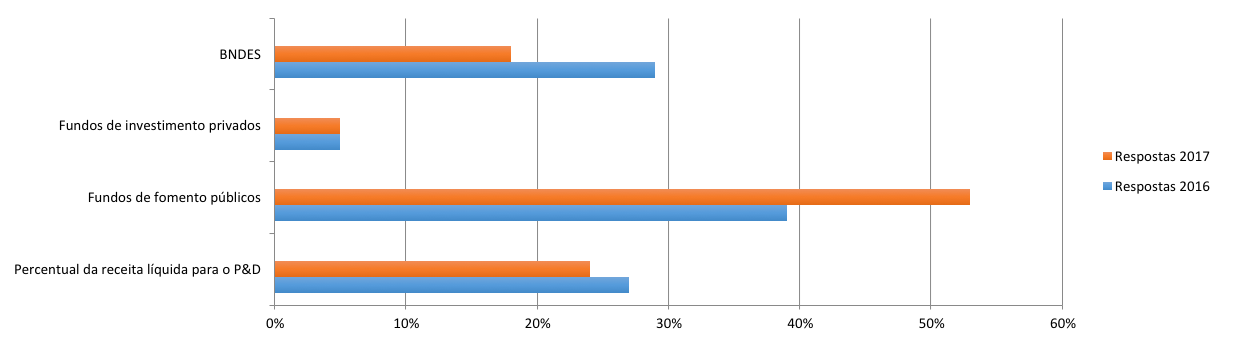 BNDES
Fundos de investimento privados
Fundos de fomento públicos
Percentual da receita líquida para o P&D
0% 10% 20% 30% 40% 50% 60%
Respostas 2017
Respostas 2016